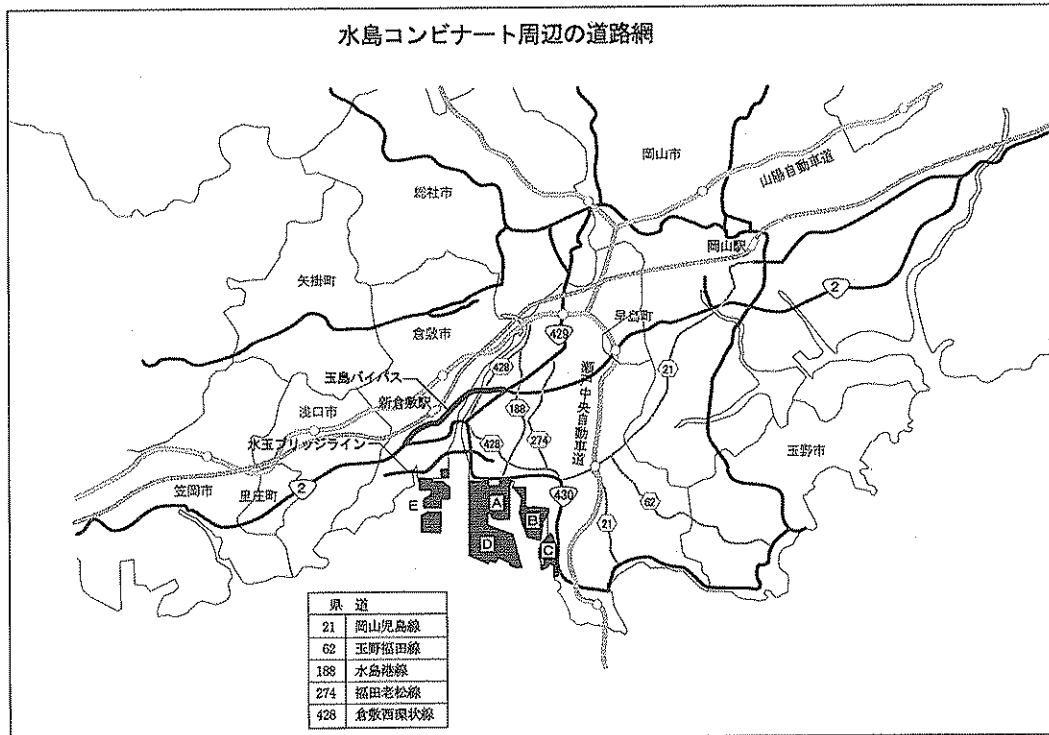 水島コンビナート周辺の道路網
岡山市
山陽自動車道
総社市
岡山駅
矢掛町
2
倉敷市
早島町
429
玉島バイパス
428
21
新倉敷駅
瀬戸中央自動車道
浅口市
188
水玉ブリッジライン
428
274
玉野市
笠岡市
里庄町
2
430
62
E
A
B
21
D
C
県 道
21 岡山児島線
62 玉野福田線
188 水島港線
274 福田老松線
428 倉敷西環状線